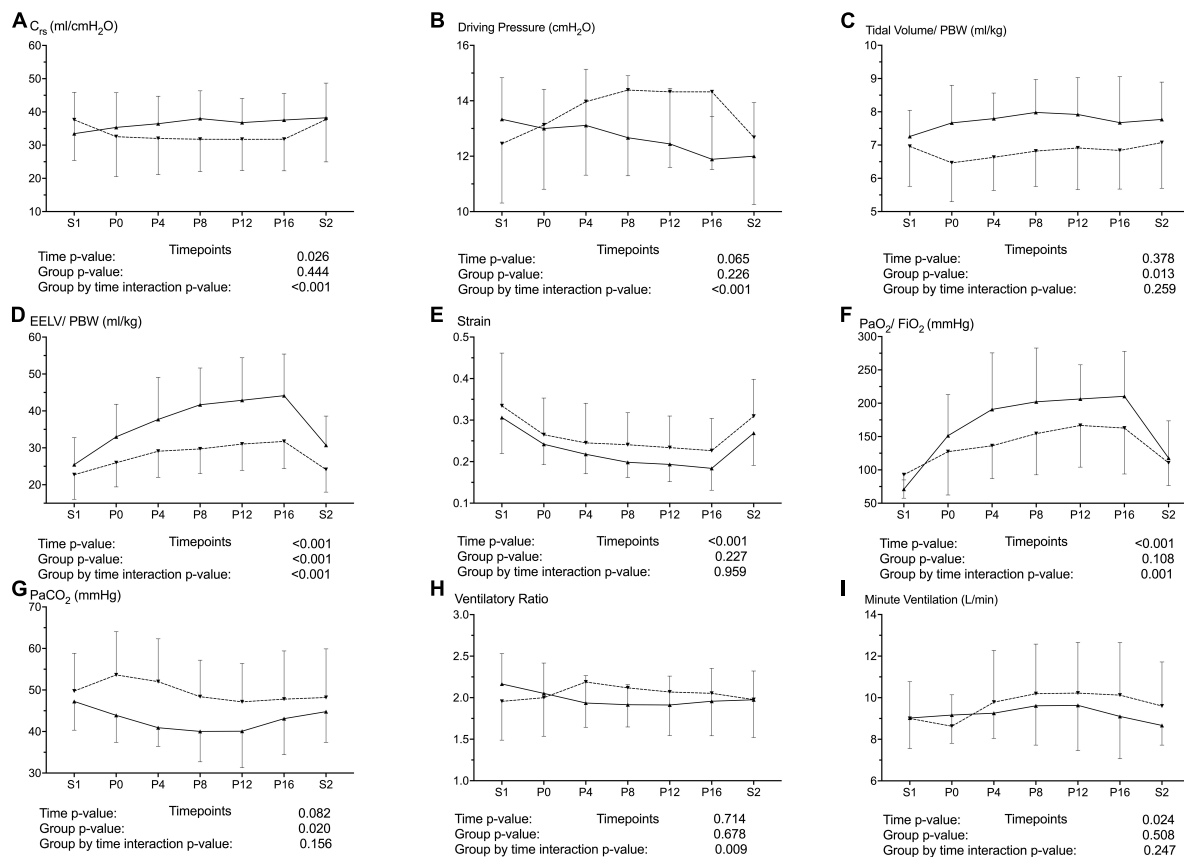 A C_rs (ml/cmH₂O)
60
50
40
30
20
10
S1 P0 P4 P8 P12 P16 S2
Timepoints
Time p-value: 0.026
Group p-value: 0.444
Group by time interaction p-value: <0.001
B Driving Pressure (cmH₂O)
16
14
12
10
S1 P0 P4 P8 P12 P16 S2
Timepoints
Time p-value: 0.065
Group p-value: 0.226
Group by time interaction p-value: <0.001
C Tidal Volume/ PBW (ml/kg)
10
9
8
7
6
5
S1 P0 P4 P8 P12 P16 S2
Timepoints
Time p-value: 0.378
Group p-value: 0.013
Group by time interaction p-value: 0.259
D EELV/ PBW (ml/kg)
60
50
40
30
20
S1 P0 P4 P8 P12 P16 S2
Time p-value: Timepoints <0.001
Group p-value: <0.001
Group by time interaction p-value: <0.001
E Strain
0.5
0.4
0.3
0.2
0.1
S1 P0 P4 P8 P12 P16 S2
Time p-value: Timepoints <0.001
Group p-value: 0.227
Group by time interaction p-value: 0.959
F PaO₂/ FiO₂ (mmHg)
300
250
200
150
100
50
S1 P0 P4 P8 P12 P16 S2
Time p-value: Timepoints <0.001
Group p-value: 0.108
Group by time interaction p-value: 0.001
G PaCO₂ (mmHg)
70
60
50
40
30
S1 P0 P4 P8 P12 P16 S2
Time p-value: Timepoints 0.082
Group p-value: 0.020
Group by time interaction p-value: 0.156
H Ventilatory Ratio
3.0
2.5
2.0
1.5
1.0
S1 P0 P4 P8 P12 P16 S2
Time p-value: Timepoints 0.714
Group p-value: 0.678
Group by time interaction p-value: 0.009
I Minute Ventilation (L/min)
14
12
10
8
6
S1 P0 P4 P8 P12 P16 S2
Time p-value: Timepoints 0.024
Group p-value: 0.508
Group by time interaction p-value: 0.247